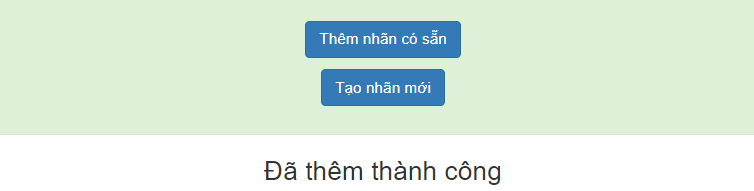 Thêm nhãn có sẵn
Tạo nhãn mới
Đã thêm thành công